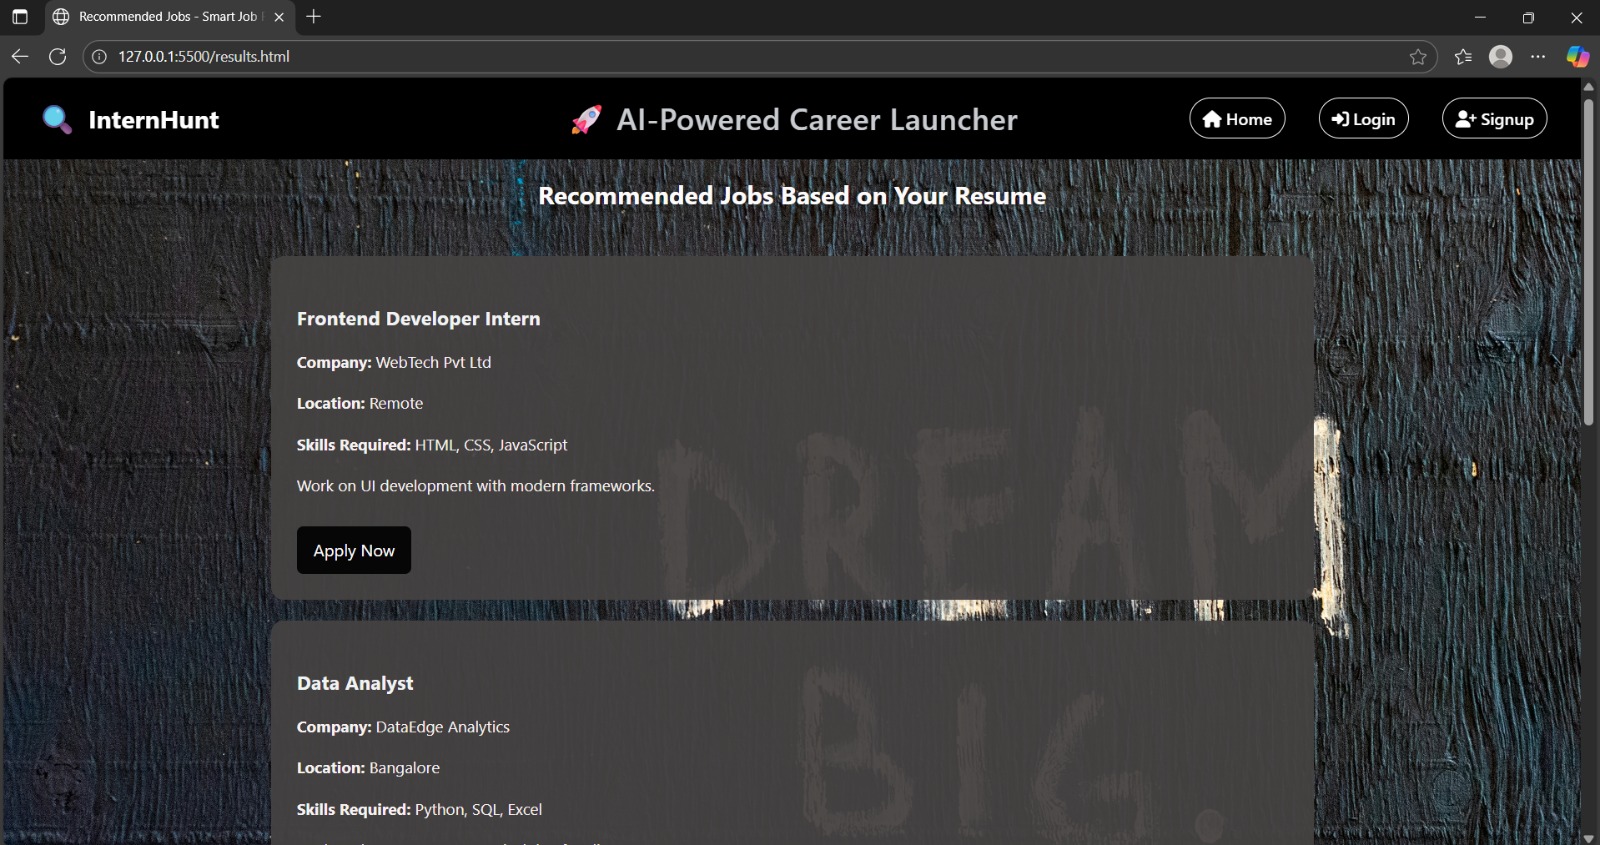 Recommended Jobs - Smart Job
127.0.0.1:5500/results.html
InternHunt
AI-Powered Career Launcher
Home
Login
Signup
Recommended Jobs Based on Your Resume
Frontend Developer Intern
Company: WebTech Pvt Ltd
Location: Remote
Skills Required: HTML, CSS, JavaScript
Work on UI development with modern frameworks.
Apply Now
DREAM
Data Analyst
Company: DataEdge Analytics
Location: Bangalore
Skills Required: Python, SQL, Excel
BIG